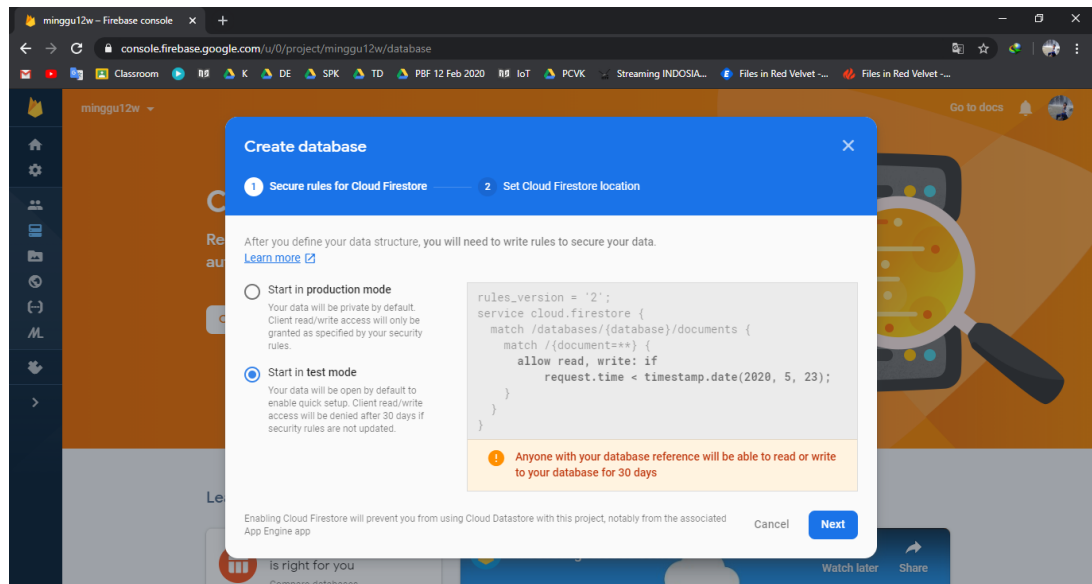 minggu12w – Firebase console
console.firebase.google.com/u/0/project/minggu12w/database
Classroom K DE SPK TD PBF 12 Feb 2020 IoT PCVK Streaming INDOSIA... Files in Red Velvet -... Files in Red Velvet -...
minggu12w Go to docs
Create database
1 Secure rules for Cloud Firestore 2 Set Cloud Firestore location
After you define your data structure, you will need to write rules to secure your data.
Learn more
Start in production mode
Your data will be private by default.
Client read/write access will only be
granted as specified by your security
rules.
Start in test mode
Your data will be open by default to
enable quick setup. Client read/write
access will be denied after 30 days if
security rules are not updated.
rules_version = '2';
service cloud.firestore {
match /databases/{database}/documents {
match /{document=**} {
allow read, write: if
request.time < timestamp.date(2020, 5, 23);
}
}
}
Anyone with your database reference will be able to read or write
to your database for 30 days
Enabling Cloud Firestore will prevent you from using Cloud Datastore with this project, notably from the associated
App Engine app
Cancel Next
C
Re
au
Le
is right for you
Watch later Share